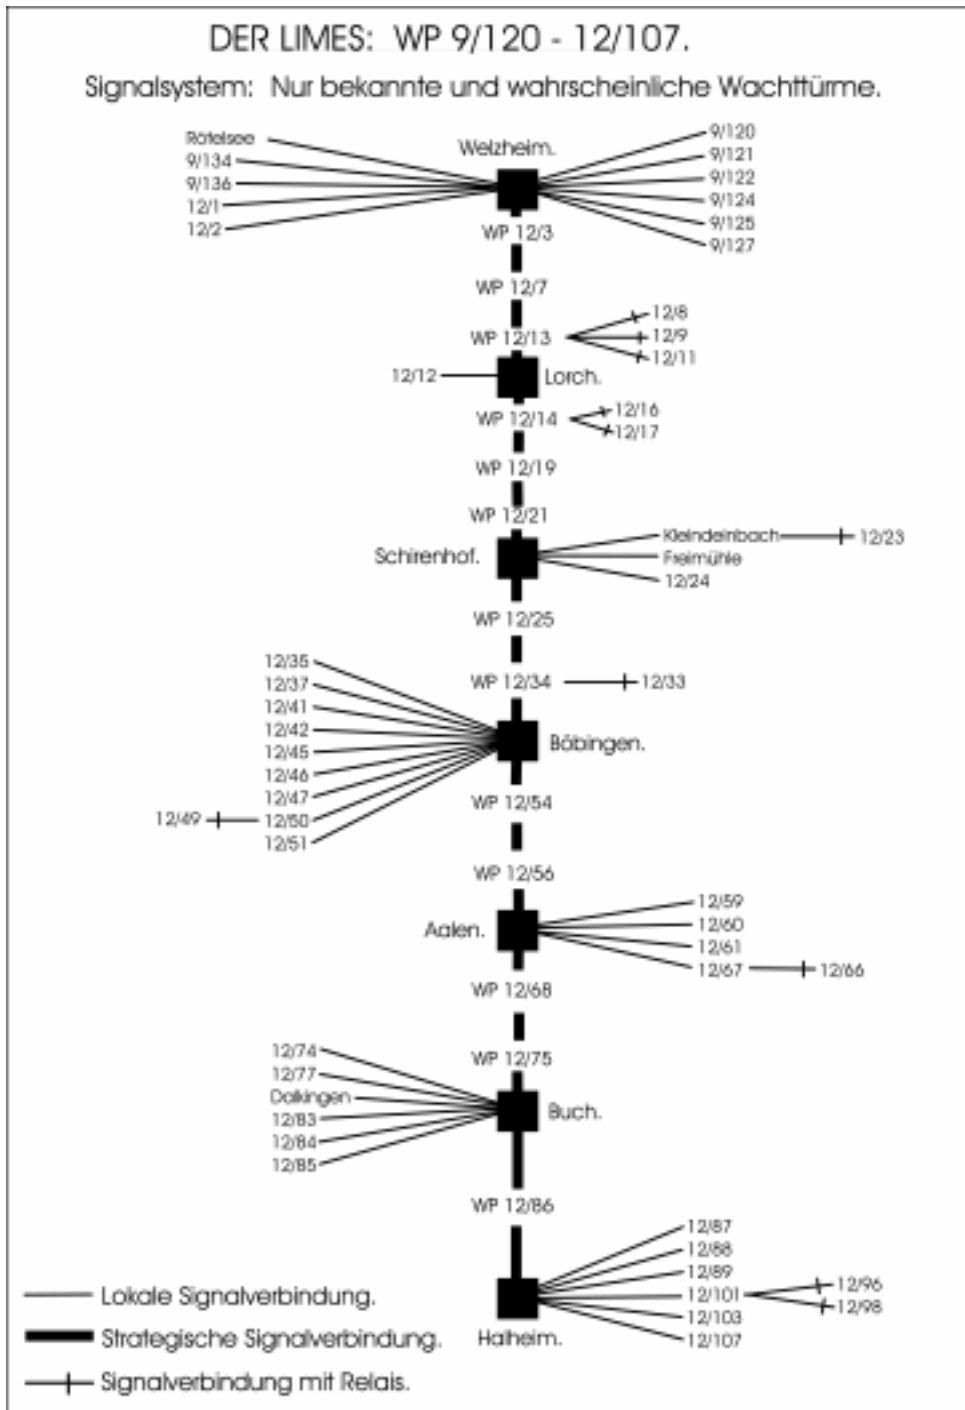 DER LIMES: WP 9/120 - 12/107.
Signalsystem: Nur bekannte und wahrscheinliche Wachttürme.
Rötelsee
9/134
9/136
12/1
12/2
Welzheim.
9/120
9/121
9/122
9/124
9/125
9/127
WP 12/3
WP 12/7
WP 12/13
12/8
12/9
12/11
12/12
Lorch.
WP 12/14
12/16
12/17
WP 12/19
WP 12/21
Schirenhof.
Kleindeinbach
12/23
Freimühle
12/24
WP 12/25
WP 12/34
12/33
12/35
12/37
12/41
12/42
12/45
12/46
12/47
12/49
12/50
12/51
Böbingen.
WP 12/54
WP 12/56
Aalen.
12/59
12/60
12/61
12/67
12/66
WP 12/68
WP 12/75
12/74
12/77
Dalkingen
12/83
12/84
12/85
Buch.
WP 12/86
12/87
12/88
12/89
12/101
12/96
12/98
12/103
12/107
Halheim.
Lokale Signalverbindung.
Strategische Signalverbindung.
Signalverbindung mit Relais.